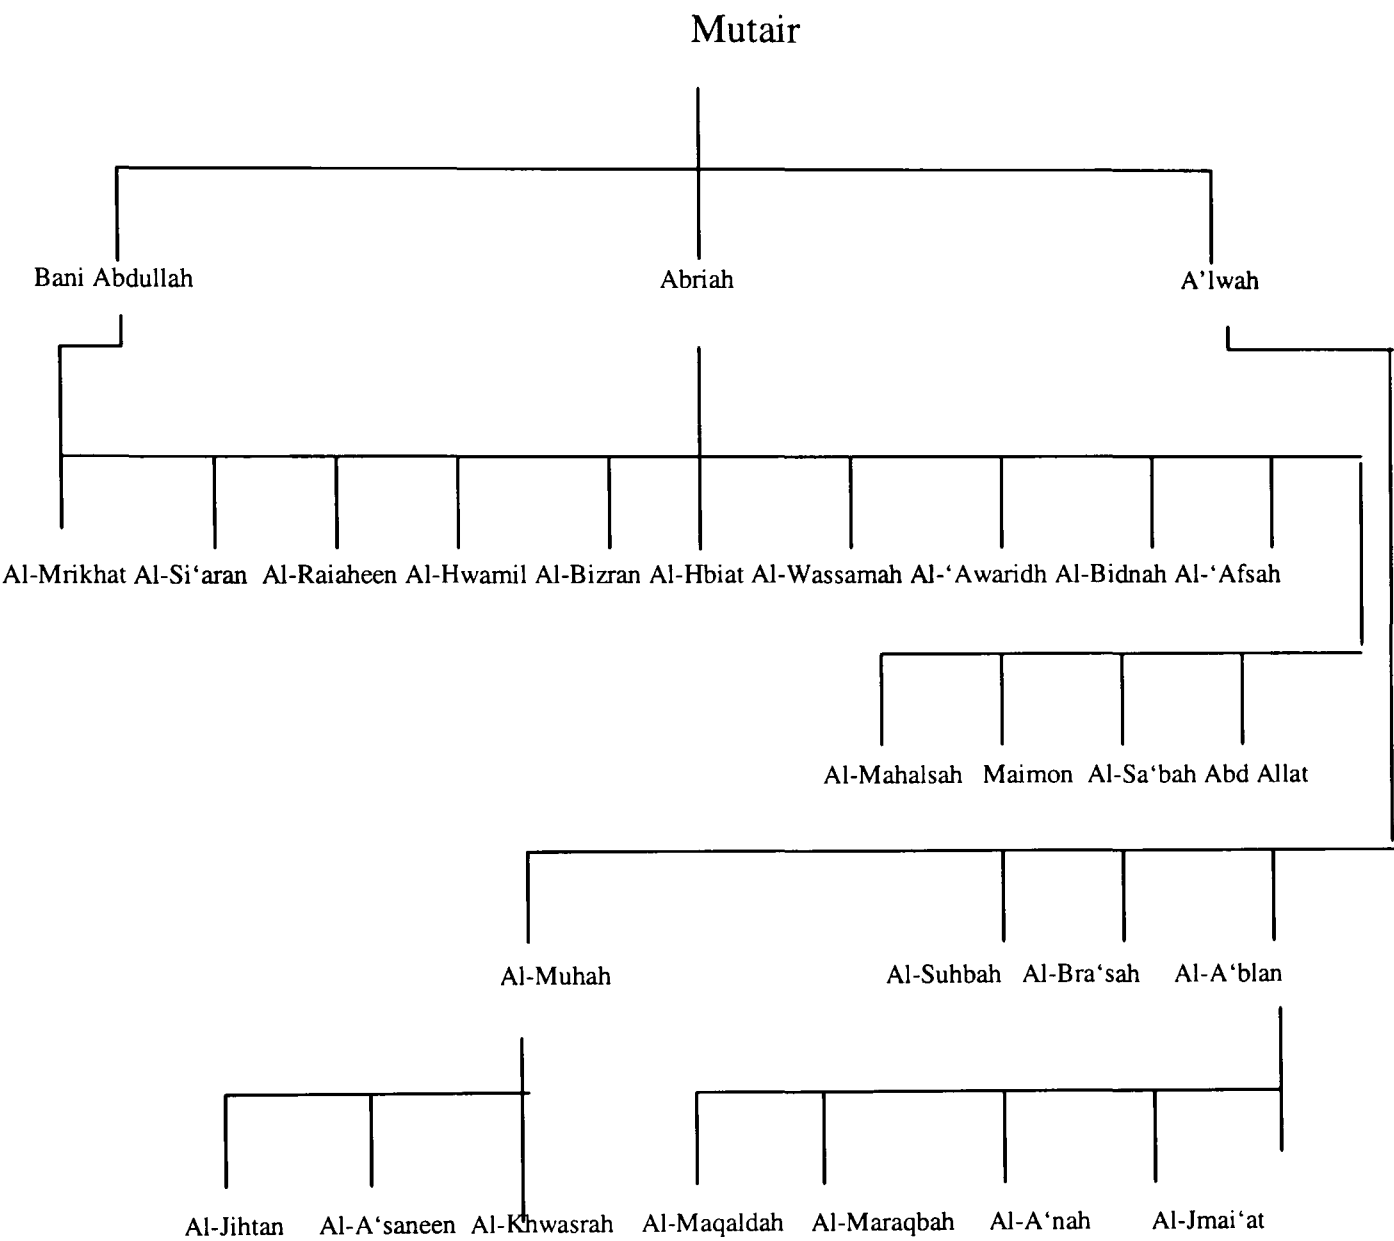 Mutair
Bani Abdullah Abriah A’lwah
Al-Mrikhat Al-Si‘aran Al-Raiaheen Al-Hwamil Al-Bizran Al-Hbiat Al-Wassamah Al-‘Awaridh Al-Bidnah Al-‘Afsah
Al-Mahalsah Maimon Al-Sa‘bah Abd Allat
Al-Muhah Al-Suhbah Al-Bra‘sah Al-A‘blan
Al-Jihtan Al-A‘saneen Al-Khwasrah Al-Maqaldah Al-Maraqbah Al-A‘nah Al-Jmai‘at